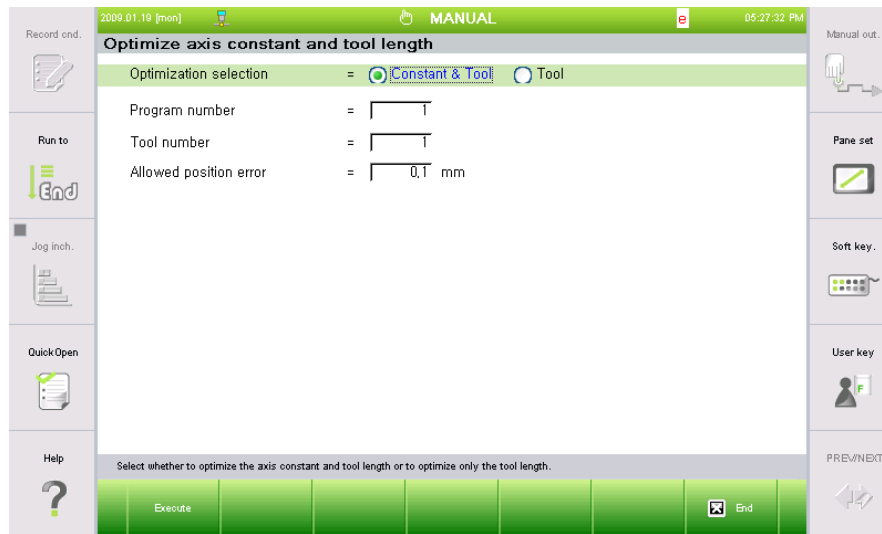 2009.01.19 [mon] MANUAL e 05:27:32 PM
Optimize axis constant and tool length
Optimization selection = Constant & Tool Tool
Program number = 1
Tool number = 1
Allowed position error = 0,1 mm
Record cnd.
Run to
End
Jog inch.
QuickOpen
Help
?
Manual out.
Pane set
Soft key.
User key
F
PREV/NEXT
Select whether to optimize the axis constant and tool length or to optimize only the tool length.
Execute End